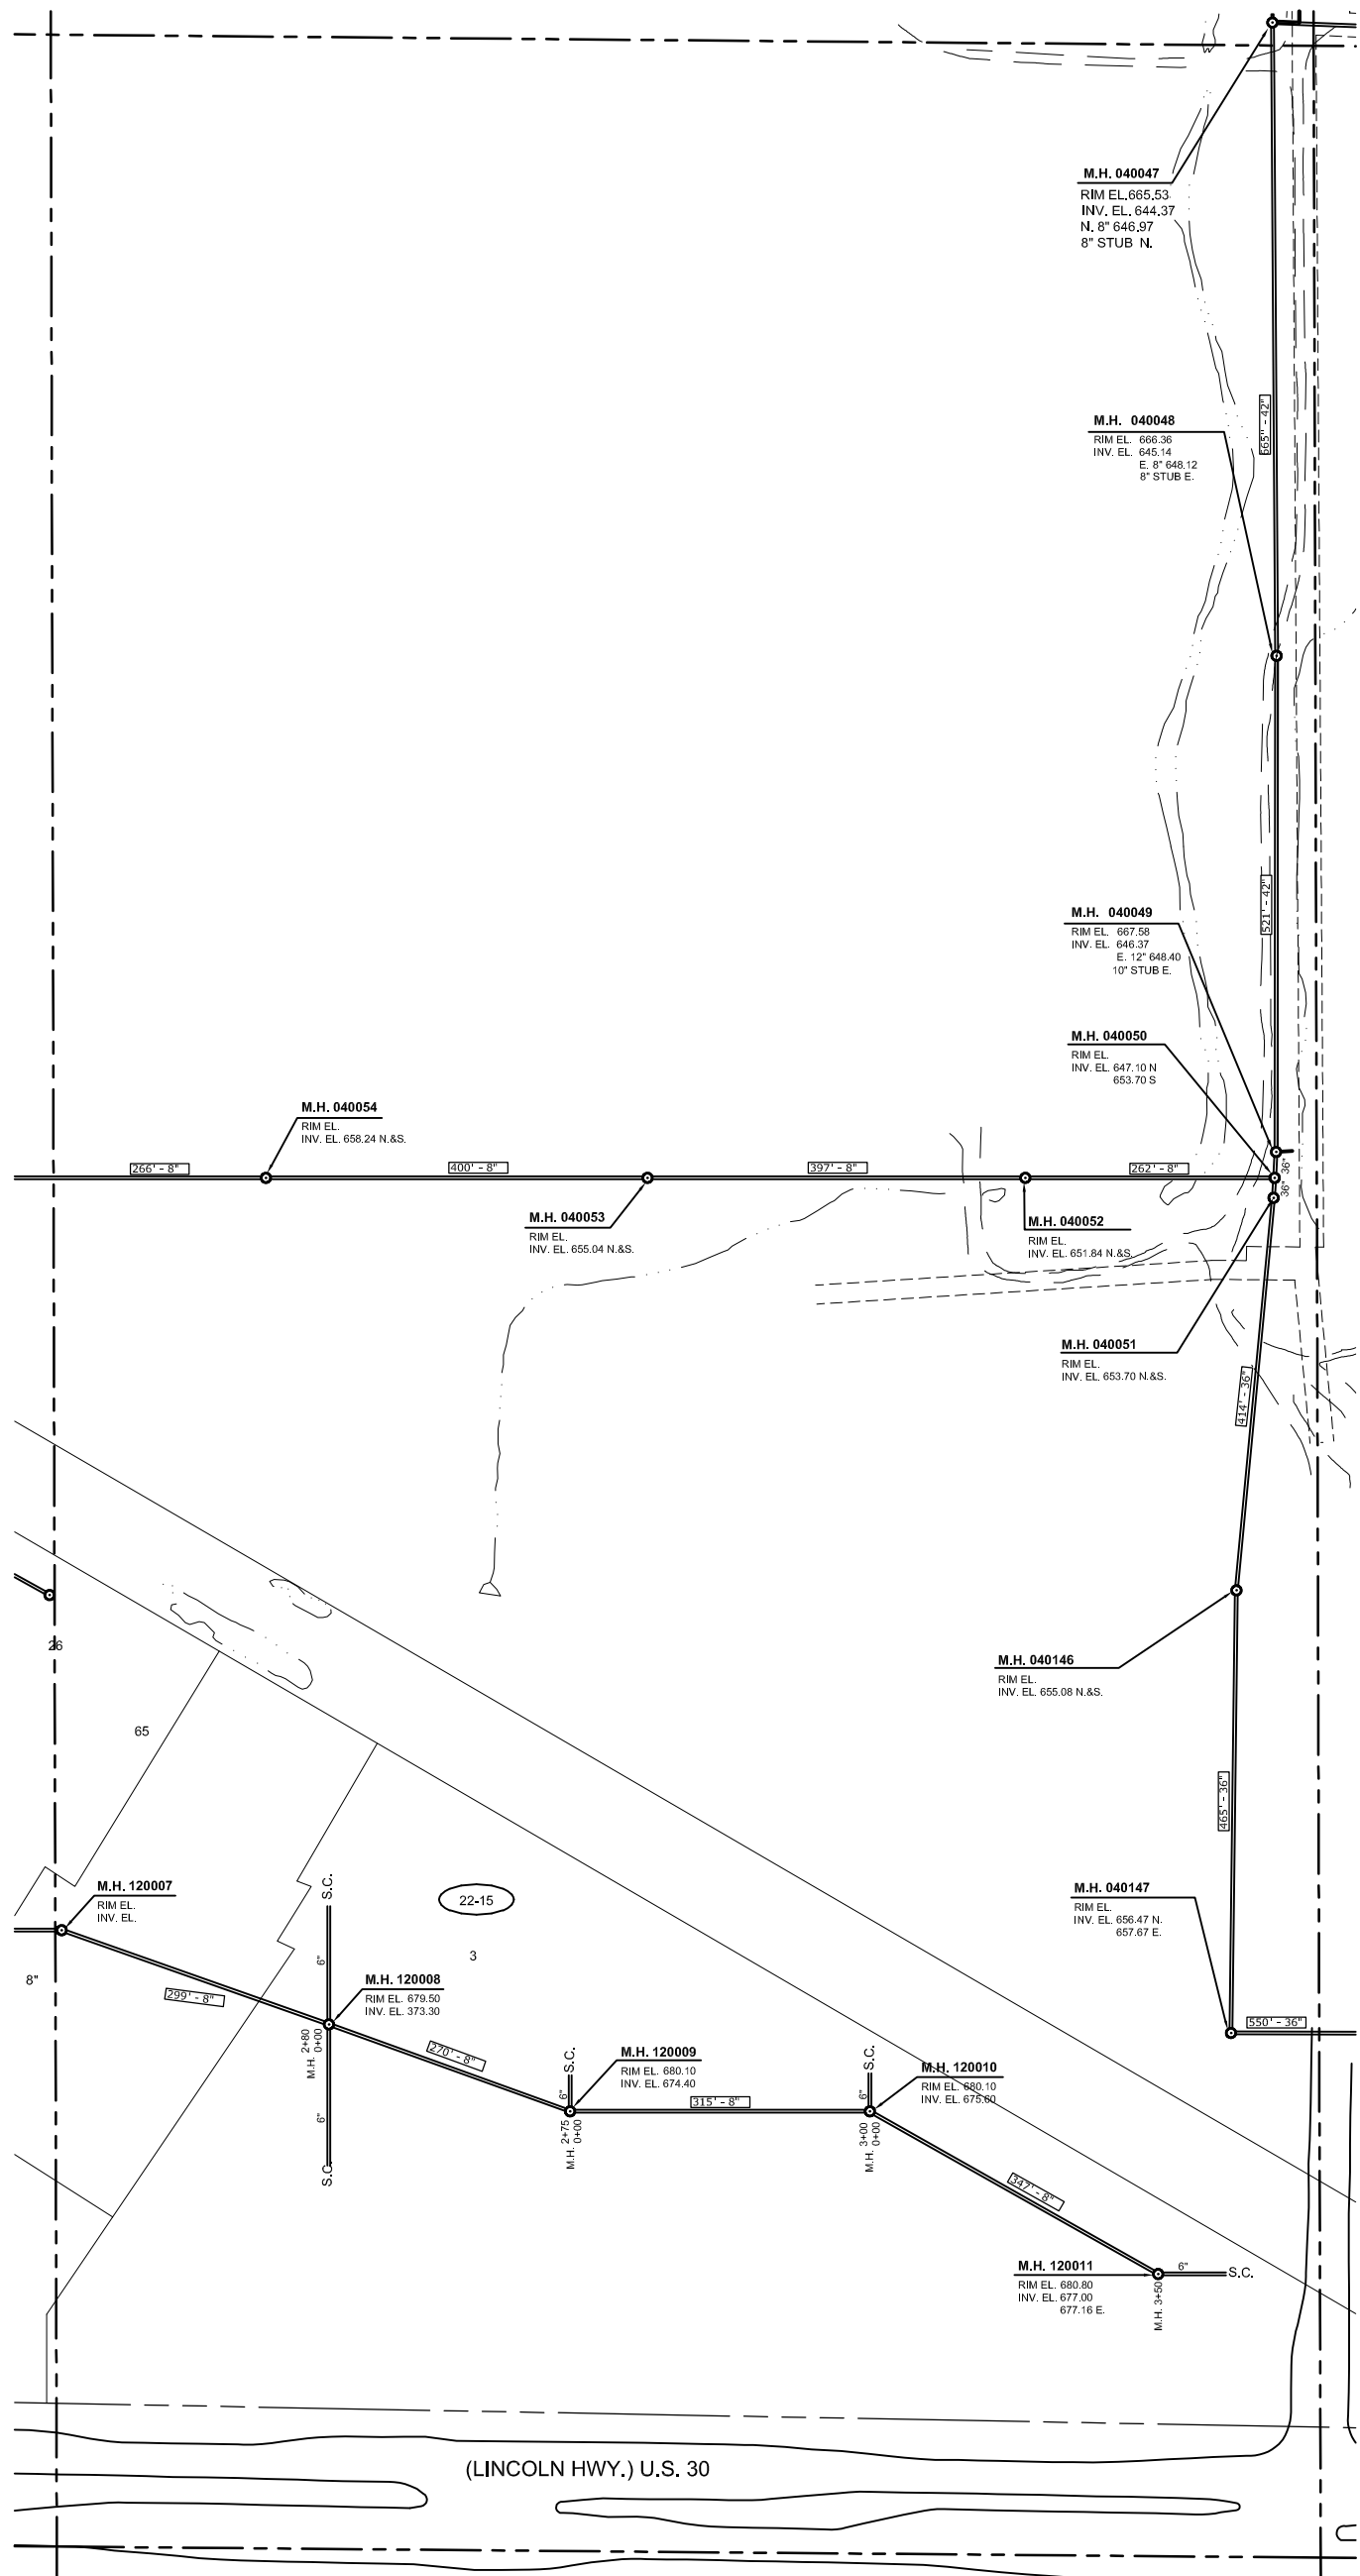 M.H. 040047
RIM EL.665.53
INV. EL. 644.37
N. 8" 646.97
8" STUB N.
665' - 42"
M.H. 040048
RIM EL. 666.36
INV. EL. 645.14
E. 8" 648.12
8" STUB E.
521' - 42"
M.H. 040049
RIM EL. 667.58
INV. EL. 646.37
E. 12" 648.40
10" STUB E.
M.H. 040050
RIM EL.
INV. EL. 647.10 N
653.70 S
36"
36"
M.H. 040054
RIM EL.
INV. EL. 658.24 N.&S.
266' - 8"
400' - 8"
397' - 8"
262' - 8"
M.H. 040053
RIM EL.
INV. EL. 655.04 N.&S.
M.H. 040052
RIM EL.
INV. EL. 651.84 N.&S.
M.H. 040051
RIM EL.
INV. EL. 653.70 N.&S.
414' - 36"
26
M.H. 040146
RIM EL.
INV. EL. 655.08 N.&S.
65
465' - 36"
M.H. 120007
RIM EL.
INV. EL.
S.C.
22-15
M.H. 040147
RIM EL.
INV. EL. 656.47 N.
657.67 E.
3
6"
8"
299' - 8"
M.H. 120008
RIM EL. 679.50
INV. EL. 373.30
M.H. 2+80
0+00
550' - 36"
270' - 8"
S.C.
6"
M.H. 120009
RIM EL. 680.10
INV. EL. 674.40
S.C.
6"
M.H. 120010
RIM EL. 680.10
INV. EL. 675.60
315' - 8"
6"
S.C.
M.H. 2+75
0+00
M.H. 3+00
0+00
347' - 8"
M.H. 120011
RIM EL. 680.80
INV. EL. 677.00
677.16 E.
6"
S.C.
M.H. 3+50
(LINCOLN HWY.) U.S. 30